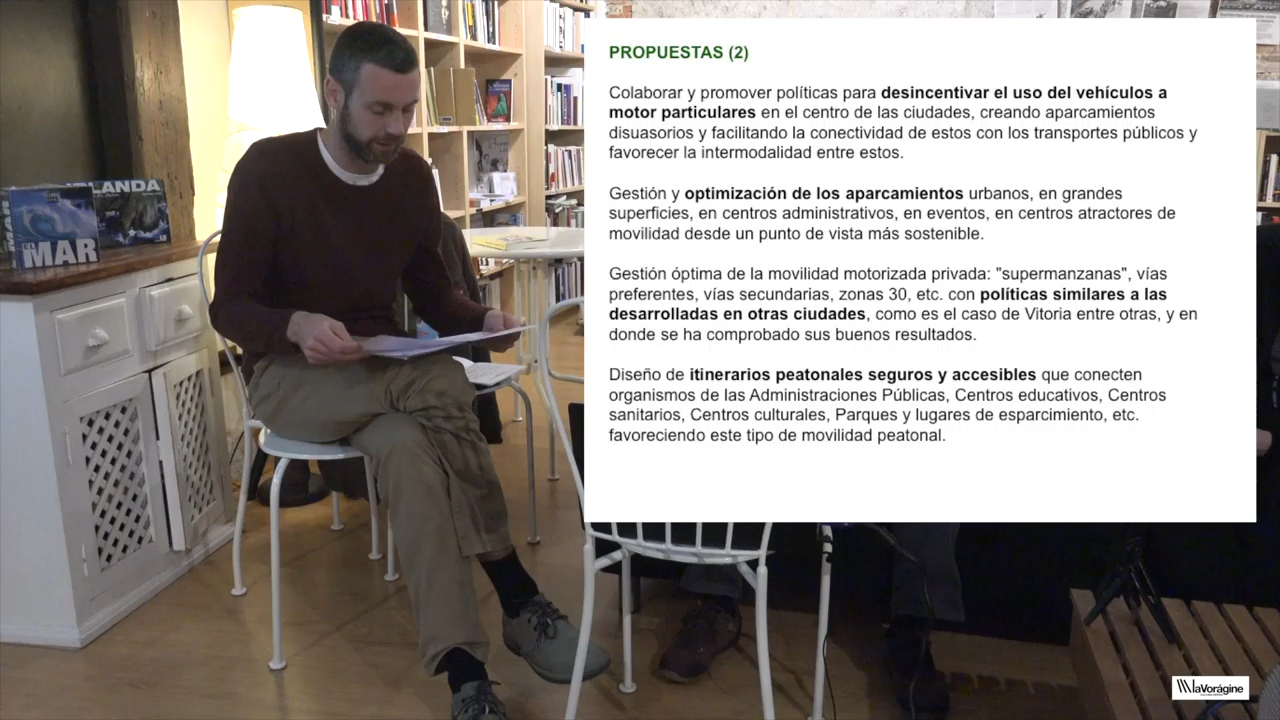 PROPUESTAS (2)
Colaborar y promover políticas para desincentivar el uso del vehículos a
motor particulares en el centro de las ciudades, creando aparcamientos
disuasorios y facilitando la conectividad de estos con los transportes públicos y
favorecer la intermodalidad entre estos.
Gestión y optimización de los aparcamientos urbanos, en grandes
superficies, en centros administrativos, en eventos, en centros atractores de
movilidad desde un punto de vista más sostenible.
Gestión óptima de la movilidad motorizada privada: "supermanzanas", vías
preferentes, vías secundarias, zonas 30, etc. con políticas similares a las
desarrolladas en otras ciudades, como es el caso de Vitoria entre otras, y en
donde se ha comprobado sus buenos resultados.
Diseño de itinerarios peatonales seguros y accesibles que conecten
organismos de las Administraciones Públicas, Centros educativos, Centros
sanitarios, Centros culturales, Parques y lugares de esparcimiento, etc.
favoreciendo este tipo de movilidad peatonal.
EL
MAR
laVorágine